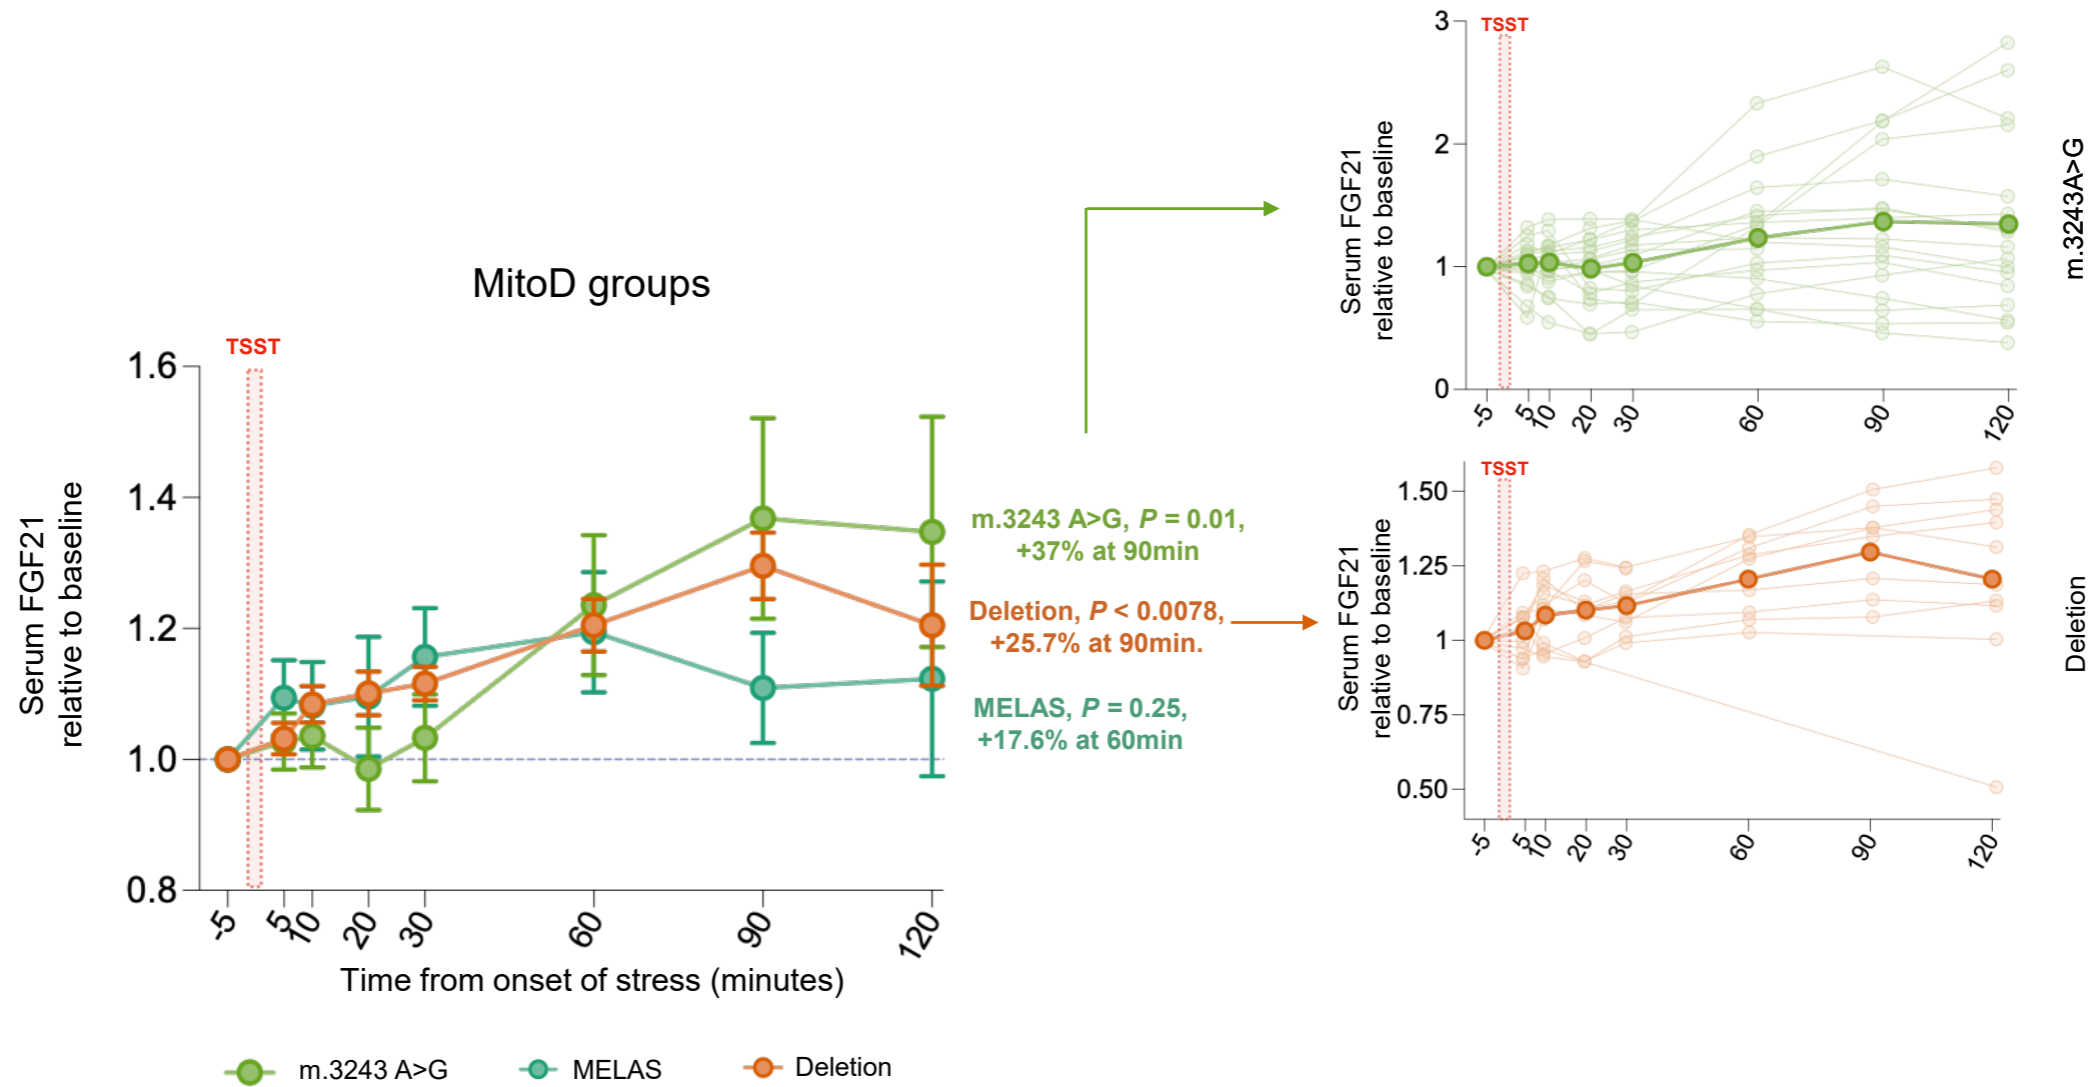 MitoD groups
TSST
1.6
1.4
1.2
1.0
0.8
Serum FGF21
relative to baseline
-5
5
10
20
30
60
90
120
Time from onset of stress (minutes)
m.3243 A>G
MELAS
Deletion
m.3243 A>G, P = 0.01,
+37% at 90min
Deletion, P < 0.0078,
+25.7% at 90min.
MELAS, P = 0.25,
+17.6% at 60min
TSST
3
2
1
0
Serum FGF21
relative to baseline
-5
5
10
20
30
60
90
120
m.3243A>G
TSST
1.50
1.25
1
0.75
0.50
Serum FGF21
relative to baseline
-5
5
10
20
30
60
90
120
Deletion